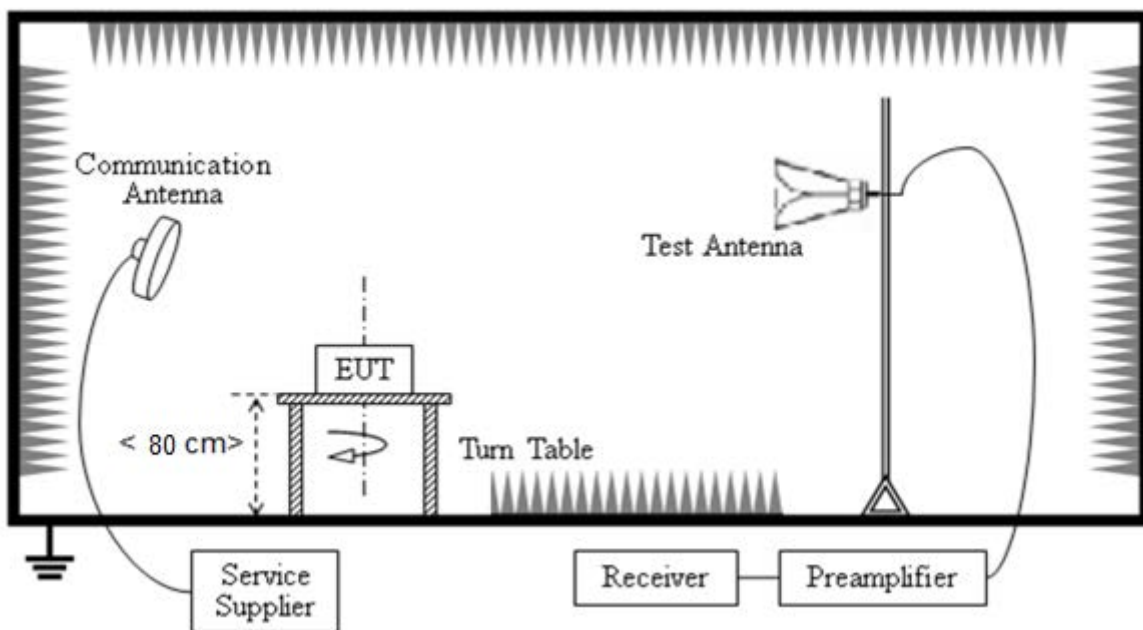 Communication
Antenna
Test Antenna
EUT
< 80 cm>
Turn Table
Service
Supplier
Receiver
Preamplifier